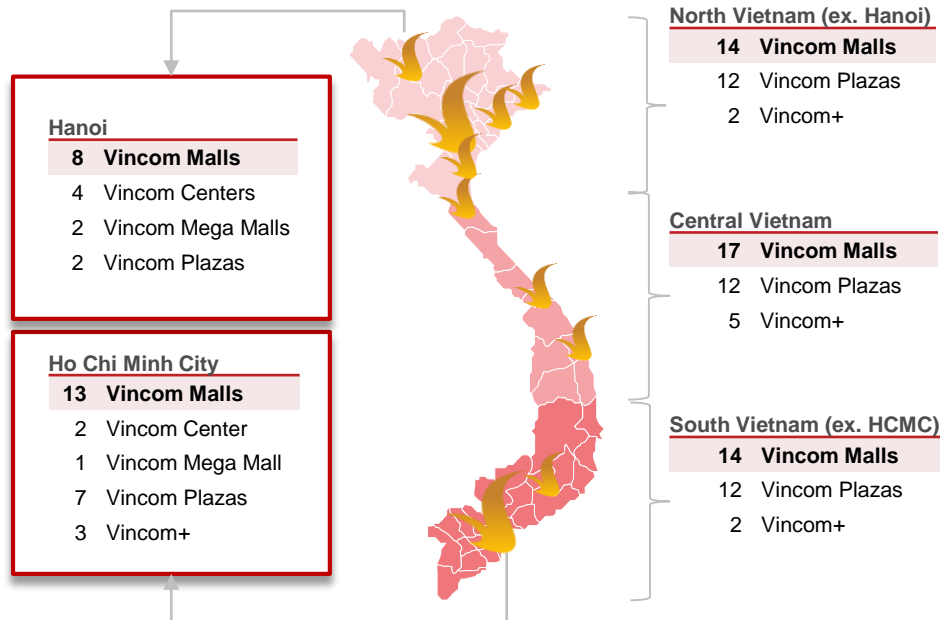 Hanoi
8 Vincom Malls
4 Vincom Centers
2 Vincom Mega Malls
2 Vincom Plazas
Ho Chi Minh City
13 Vincom Malls
2 Vincom Center
1 Vincom Mega Mall
7 Vincom Plazas
3 Vincom+
North Vietnam (ex. Hanoi)
14 Vincom Malls
12 Vincom Plazas
2 Vincom+
Central Vietnam
17 Vincom Malls
12 Vincom Plazas
5 Vincom+
South Vietnam (ex. HCMC)
14 Vincom Malls
12 Vincom Plazas
2 Vincom+